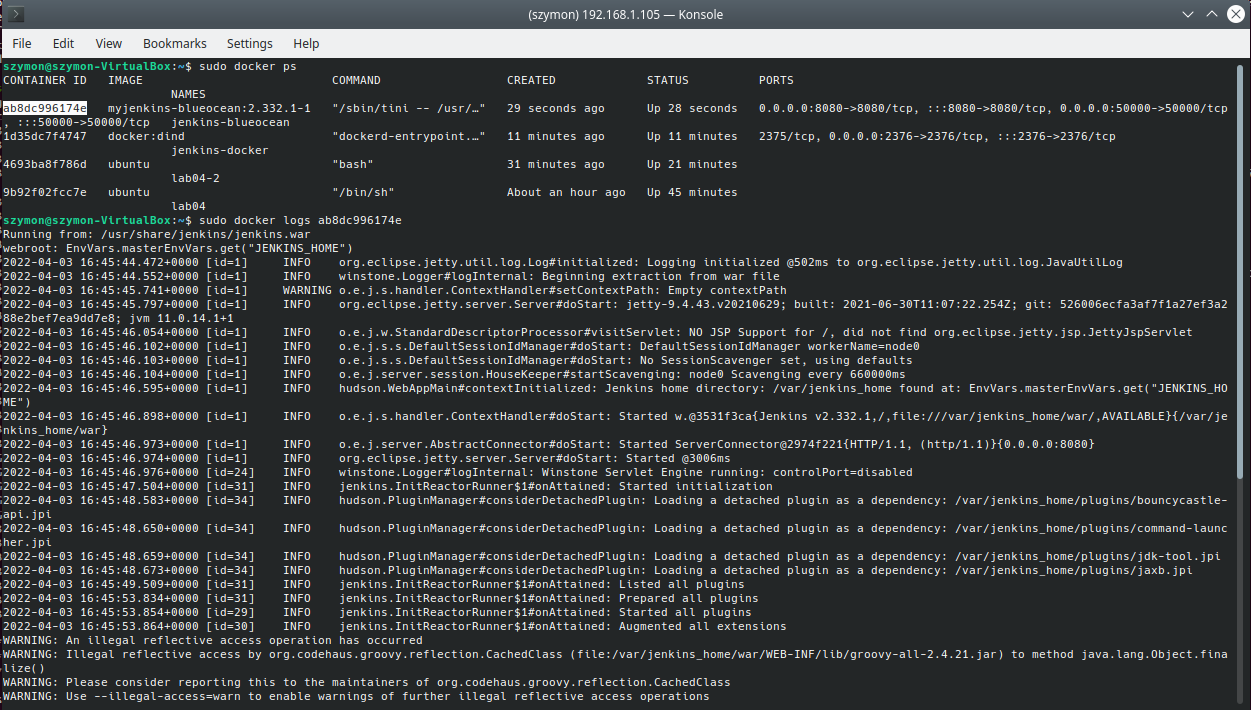 (szymon) 192.168.1.105 — Konsole
File Edit View Bookmarks Settings Help
szymon@szymon-VirtualBox:~$ sudo docker ps
CONTAINER ID   IMAGE                           COMMAND                  CREATED             STATUS          PORTS
                        NAMES
ab8dc996174e   myjenkins-blueocean:2.332.1-1   "/sbin/tini -- /usr/…"   29 seconds ago      Up 28 seconds   0.0.0.0:8080->8080/tcp, :::8080->8080/tcp, 0.0.0.0:50000->50000/tcp
, :::50000->50000/tcp   jenkins-blueocean
1d35dc7f4747   docker:dind                     "dockerd-entrypoint.…"   11 minutes ago      Up 11 minutes   2375/tcp, 0.0.0.0:2376->2376/tcp, :::2376->2376/tcp
                        jenkins-docker
4693ba8f786d   ubuntu                          "bash"                   31 minutes ago      Up 21 minutes
                        lab04-2
9b92f02fcc7e   ubuntu                          "/bin/sh"                About an hour ago   Up 45 minutes
                        lab04
szymon@szymon-VirtualBox:~$ sudo docker logs ab8dc996174e
Running from: /usr/share/jenkins/jenkins.war
webroot: EnvVars.masterEnvVars.get("JENKINS_HOME")
2022-04-03 16:45:44.472+0000 [id=1]     INFO    org.eclipse.jetty.util.log.Log#initialized: Logging initialized @502ms to org.eclipse.jetty.util.log.JavaUtilLog
2022-04-03 16:45:44.552+0000 [id=1]     INFO    winstone.Logger#logInternal: Beginning extraction from war file
2022-04-03 16:45:45.741+0000 [id=1]     WARNING o.e.j.s.handler.ContextHandler#setContextPath: Empty contextPath
2022-04-03 16:45:45.797+0000 [id=1]     INFO    org.eclipse.jetty.server.Server#doStart: jetty-9.4.43.v20210629; built: 2021-06-30T11:07:22.254Z; git: 526006ecfa3af7f1a27ef3a2
88e2bef7ea9dd7e8; jvm 11.0.14.1+1
2022-04-03 16:45:46.054+0000 [id=1]     INFO    o.e.j.w.StandardDescriptorProcessor#visitServlet: NO JSP Support for /, did not find org.eclipse.jetty.jsp.JettyJspServlet
2022-04-03 16:45:46.102+0000 [id=1]     INFO    o.e.j.s.s.DefaultSessionIdManager#doStart: DefaultSessionIdManager workerName=node0
2022-04-03 16:45:46.103+0000 [id=1]     INFO    o.e.j.s.s.DefaultSessionIdManager#doStart: No SessionScavenger set, using defaults
2022-04-03 16:45:46.104+0000 [id=1]     INFO    o.e.j.server.session.HouseKeeper#startScavenging: node0 Scavenging every 660000ms
2022-04-03 16:45:46.595+0000 [id=1]     INFO    hudson.WebAppMain#contextInitialized: Jenkins home directory: /var/jenkins_home found at: EnvVars.masterEnvVars.get("JENKINS_HO
ME")
2022-04-03 16:45:46.898+0000 [id=1]     INFO    o.e.j.s.handler.ContextHandler#doStart: Started w.@3531f3ca{Jenkins v2.332.1,/,file:///var/jenkins_home/war/,AVAILABLE}{/var/je
nkins_home/war}
2022-04-03 16:45:46.973+0000 [id=1]     INFO    o.e.j.server.AbstractConnector#doStart: Started ServerConnector@2974f221{HTTP/1.1, (http/1.1)}{0.0.0.0:8080}
2022-04-03 16:45:46.974+0000 [id=1]     INFO    org.eclipse.jetty.server.Server#doStart: Started @3006ms
2022-04-03 16:45:46.976+0000 [id=24]    INFO    winstone.Logger#logInternal: Winstone Servlet Engine running: controlPort=disabled
2022-04-03 16:45:47.504+0000 [id=31]    INFO    jenkins.InitReactorRunner$1#onAttained: Started initialization
2022-04-03 16:45:48.583+0000 [id=34]    INFO    hudson.PluginManager#considerDetachedPlugin: Loading a detached plugin as a dependency: /var/jenkins_home/plugins/bouncycastle-
api.jpi
2022-04-03 16:45:48.650+0000 [id=34]    INFO    hudson.PluginManager#considerDetachedPlugin: Loading a detached plugin as a dependency: /var/jenkins_home/plugins/command-launc
her.jpi
2022-04-03 16:45:48.659+0000 [id=34]    INFO    hudson.PluginManager#considerDetachedPlugin: Loading a detached plugin as a dependency: /var/jenkins_home/plugins/jdk-tool.jpi
2022-04-03 16:45:48.673+0000 [id=34]    INFO    hudson.PluginManager#considerDetachedPlugin: Loading a detached plugin as a dependency: /var/jenkins_home/plugins/jaxb.jpi
2022-04-03 16:45:49.509+0000 [id=31]    INFO    jenkins.InitReactorRunner$1#onAttained: Listed all plugins
2022-04-03 16:45:53.834+0000 [id=31]    INFO    jenkins.InitReactorRunner$1#onAttained: Prepared all plugins
2022-04-03 16:45:53.854+0000 [id=29]    INFO    jenkins.InitReactorRunner$1#onAttained: Started all plugins
2022-04-03 16:45:53.864+0000 [id=30]    INFO    jenkins.InitReactorRunner$1#onAttained: Augmented all extensions
WARNING: An illegal reflective access operation has occurred
WARNING: Illegal reflective access by org.codehaus.groovy.reflection.CachedClass (file:/var/jenkins_home/war/WEB-INF/lib/groovy-all-2.4.21.jar) to method java.lang.Object.fina
lize()
WARNING: Please consider reporting this to the maintainers of org.codehaus.groovy.reflection.CachedClass
WARNING: Use --illegal-access=warn to enable warnings of further illegal reflective access operations